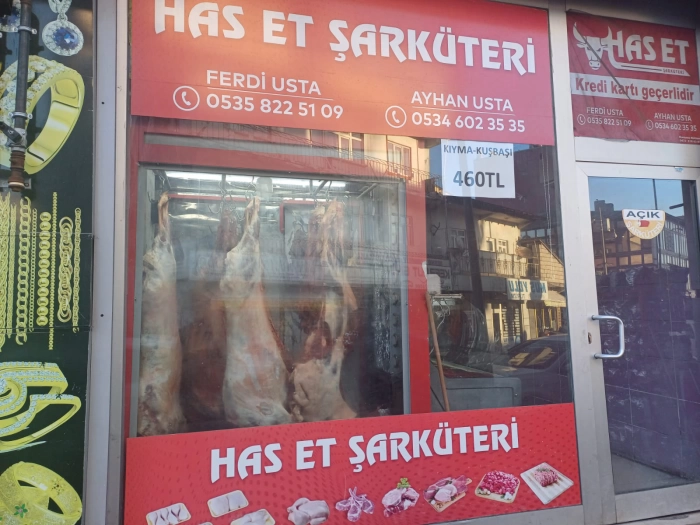 HAS ET ŞARKÜTERİ
FERDİ USTA
0535 822 51 09
AYHAN USTA
0534 602 35 35
KIYMA-KUŞBAŞI
460TL
HAS ET
Kredi kartı geçerlidir
FERDİ USTA
0535 822 51 09
AYHAN USTA
0534 602 35 35
AÇIK
HAS ET ŞARKÜTERİ